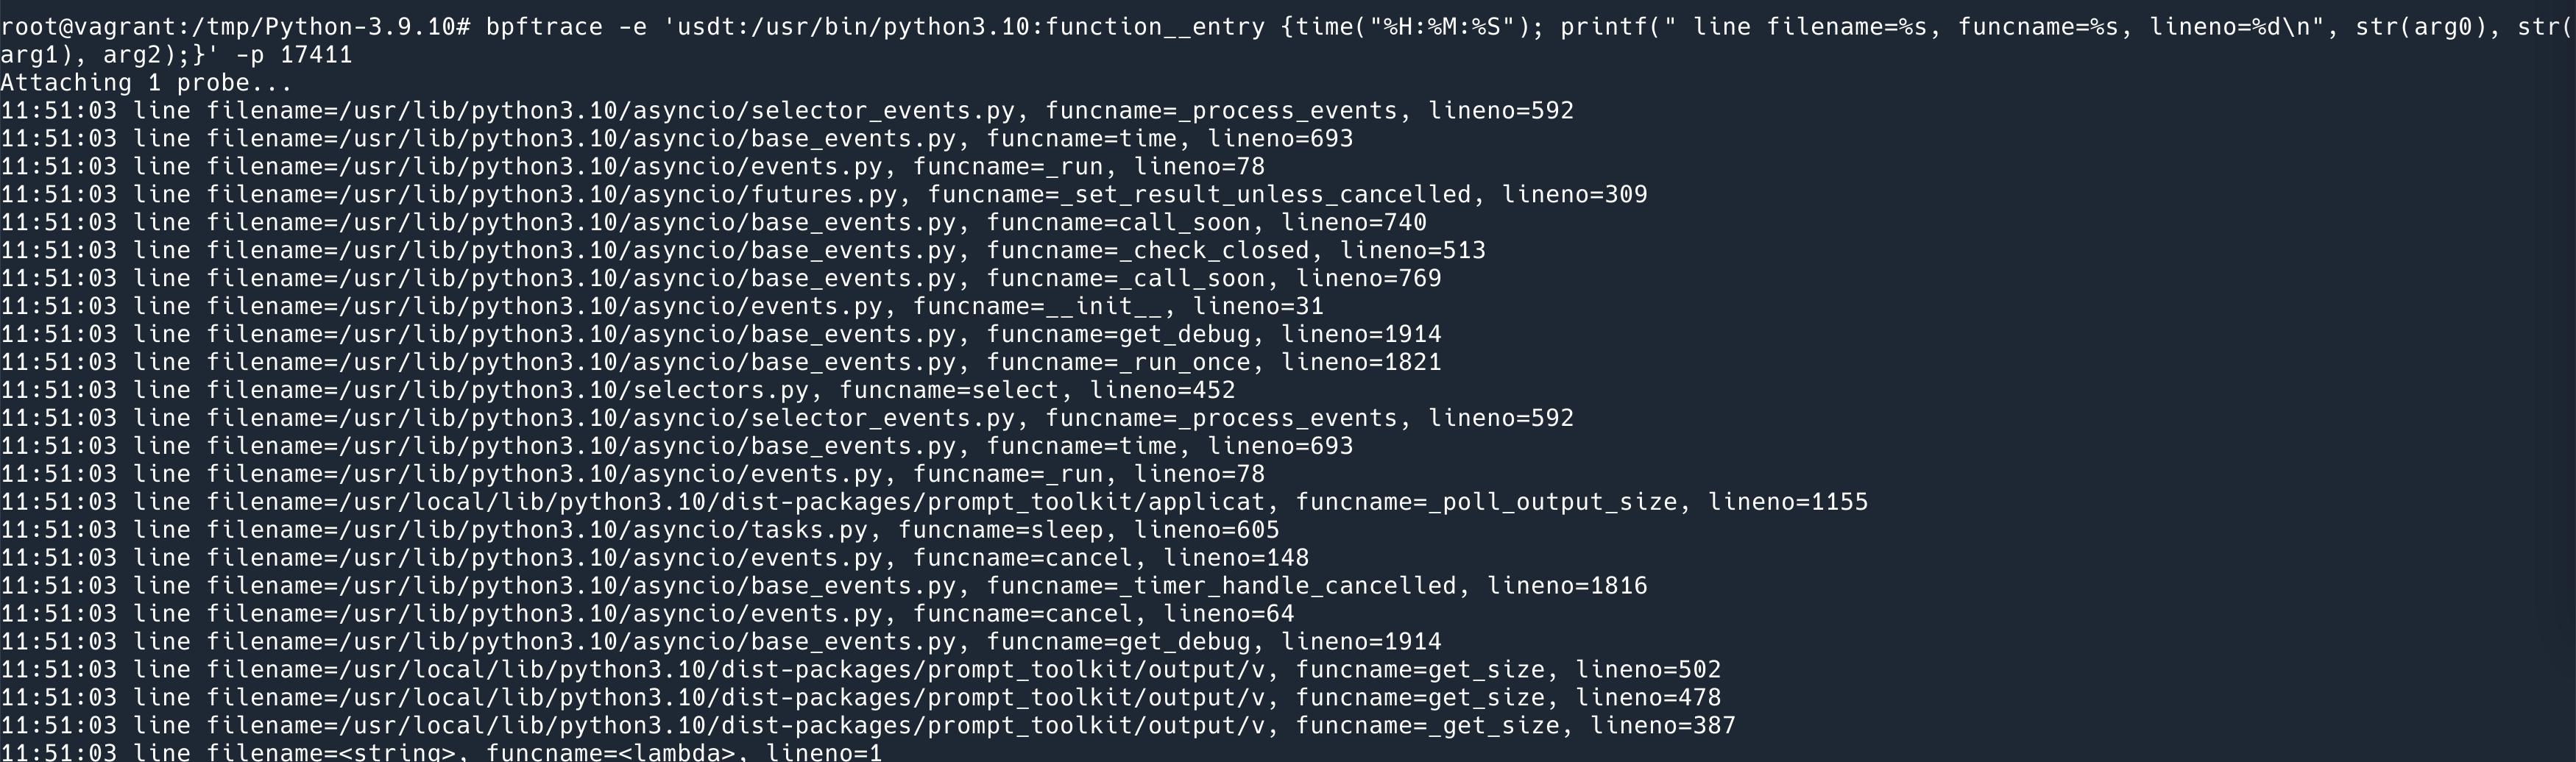 root@vagrant:/tmp/Python-3.9.10# bpftrace -e 'usdt:/usr/bin/python3.10:function__entry {time("%H:%M:%S"); printf(" line filename=%s, funcname=%s, lineno=%d\n", str(arg0), str(
arg1), arg2);}' -p 17411
Attaching 1 probe...
11:51:03 line filename=/usr/lib/python3.10/asyncio/selector_events.py, funcname=_process_events, lineno=592
11:51:03 line filename=/usr/lib/python3.10/asyncio/base_events.py, funcname=time, lineno=693
11:51:03 line filename=/usr/lib/python3.10/asyncio/events.py, funcname=_run, lineno=78
11:51:03 line filename=/usr/lib/python3.10/asyncio/futures.py, funcname=_set_result_unless_cancelled, lineno=309
11:51:03 line filename=/usr/lib/python3.10/asyncio/base_events.py, funcname=call_soon, lineno=740
11:51:03 line filename=/usr/lib/python3.10/asyncio/base_events.py, funcname=_check_closed, lineno=513
11:51:03 line filename=/usr/lib/python3.10/asyncio/base_events.py, funcname=_call_soon, lineno=769
11:51:03 line filename=/usr/lib/python3.10/asyncio/events.py, funcname=__init__, lineno=31
11:51:03 line filename=/usr/lib/python3.10/asyncio/base_events.py, funcname=get_debug, lineno=1914
11:51:03 line filename=/usr/lib/python3.10/asyncio/base_events.py, funcname=_run_once, lineno=1821
11:51:03 line filename=/usr/lib/python3.10/selectors.py, funcname=select, lineno=452
11:51:03 line filename=/usr/lib/python3.10/asyncio/selector_events.py, funcname=_process_events, lineno=592
11:51:03 line filename=/usr/lib/python3.10/asyncio/base_events.py, funcname=time, lineno=693
11:51:03 line filename=/usr/lib/python3.10/asyncio/events.py, funcname=_run, lineno=78
11:51:03 line filename=/usr/local/lib/python3.10/dist-packages/prompt_toolkit/applicat, funcname=_poll_output_size, lineno=1155
11:51:03 line filename=/usr/lib/python3.10/asyncio/tasks.py, funcname=sleep, lineno=605
11:51:03 line filename=/usr/lib/python3.10/asyncio/events.py, funcname=cancel, lineno=148
11:51:03 line filename=/usr/lib/python3.10/asyncio/base_events.py, funcname=_timer_handle_cancelled, lineno=1816
11:51:03 line filename=/usr/lib/python3.10/asyncio/events.py, funcname=cancel, lineno=64
11:51:03 line filename=/usr/lib/python3.10/asyncio/base_events.py, funcname=get_debug, lineno=1914
11:51:03 line filename=/usr/local/lib/python3.10/dist-packages/prompt_toolkit/output/v, funcname=get_size, lineno=502
11:51:03 line filename=/usr/local/lib/python3.10/dist-packages/prompt_toolkit/output/v, funcname=get_size, lineno=478
11:51:03 line filename=/usr/local/lib/python3.10/dist-packages/prompt_toolkit/output/v, funcname=_get_size, lineno=387
11:51:03 line filename=<string>, funcname=<lambda>, lineno=1